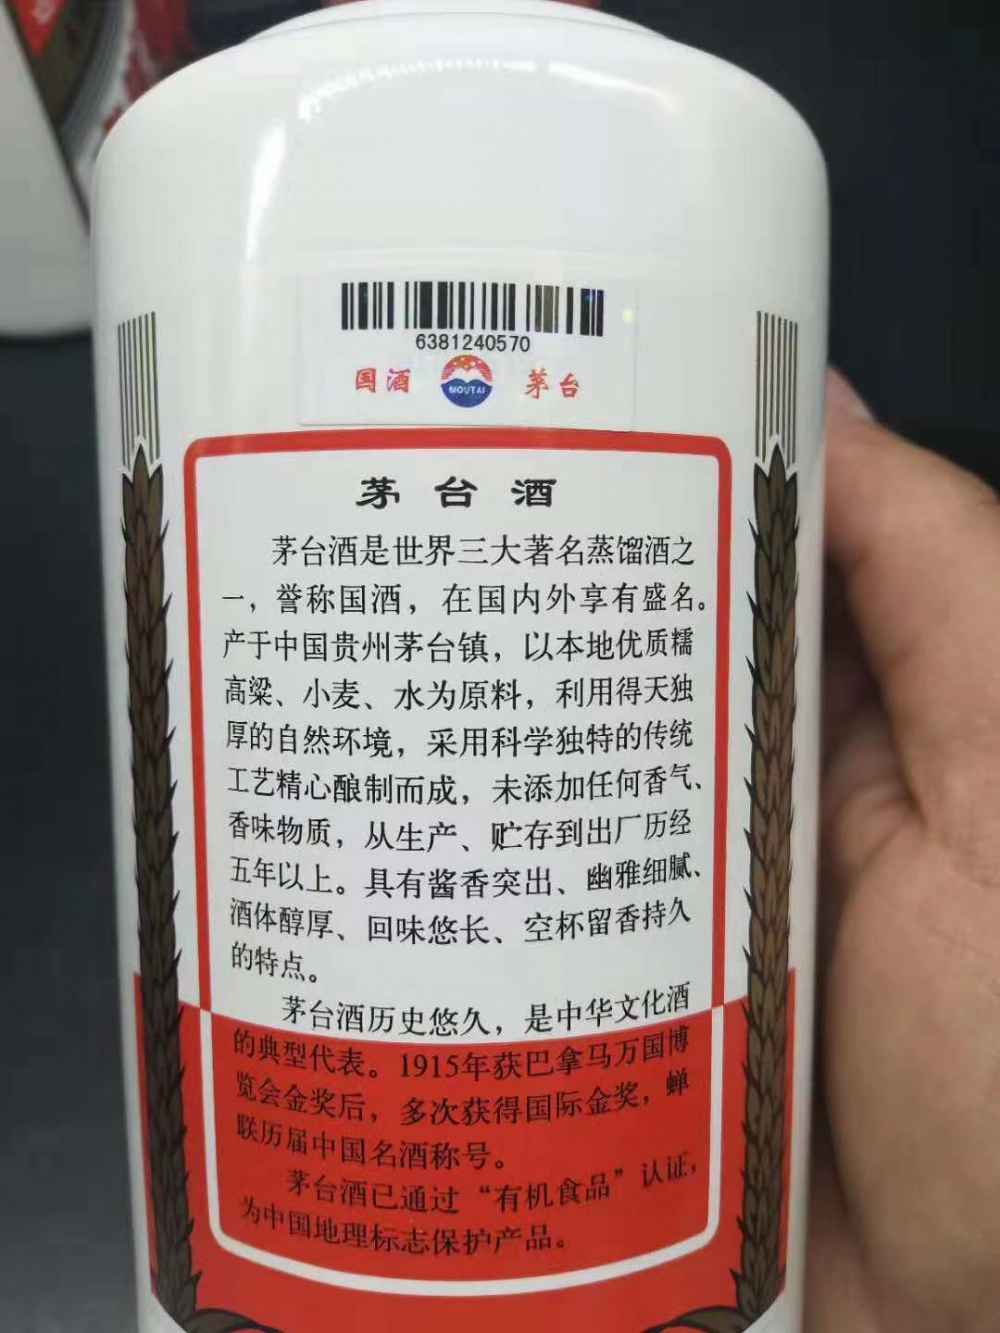 6381240570
国酒 MOUTAI 茅台
茅台酒
茅台酒是世界三大著名蒸馏酒之
一，誉称国酒，在国内外享有盛名。
产于中国贵州茅台镇，以本地优质糯
高粱、小麦、水为原料，利用得天独
厚的自然环境，采用科学独特的传统
工艺精心酿制而成，未添加任何香气、
香味物质，从生产、贮存到出厂历经
五年以上。具有酱香突出、幽雅细腻、
酒体醇厚、回味悠长、空杯留香持久
的特点。
茅台酒历史悠久，是中华文化酒
的典型代表。1915年获巴拿马万国博
览会金奖后，多次获得国际金奖，蝉
联历届中国名酒称号。
茅台酒已通过“有机食品”认证，
为中国地理标志保护产品。